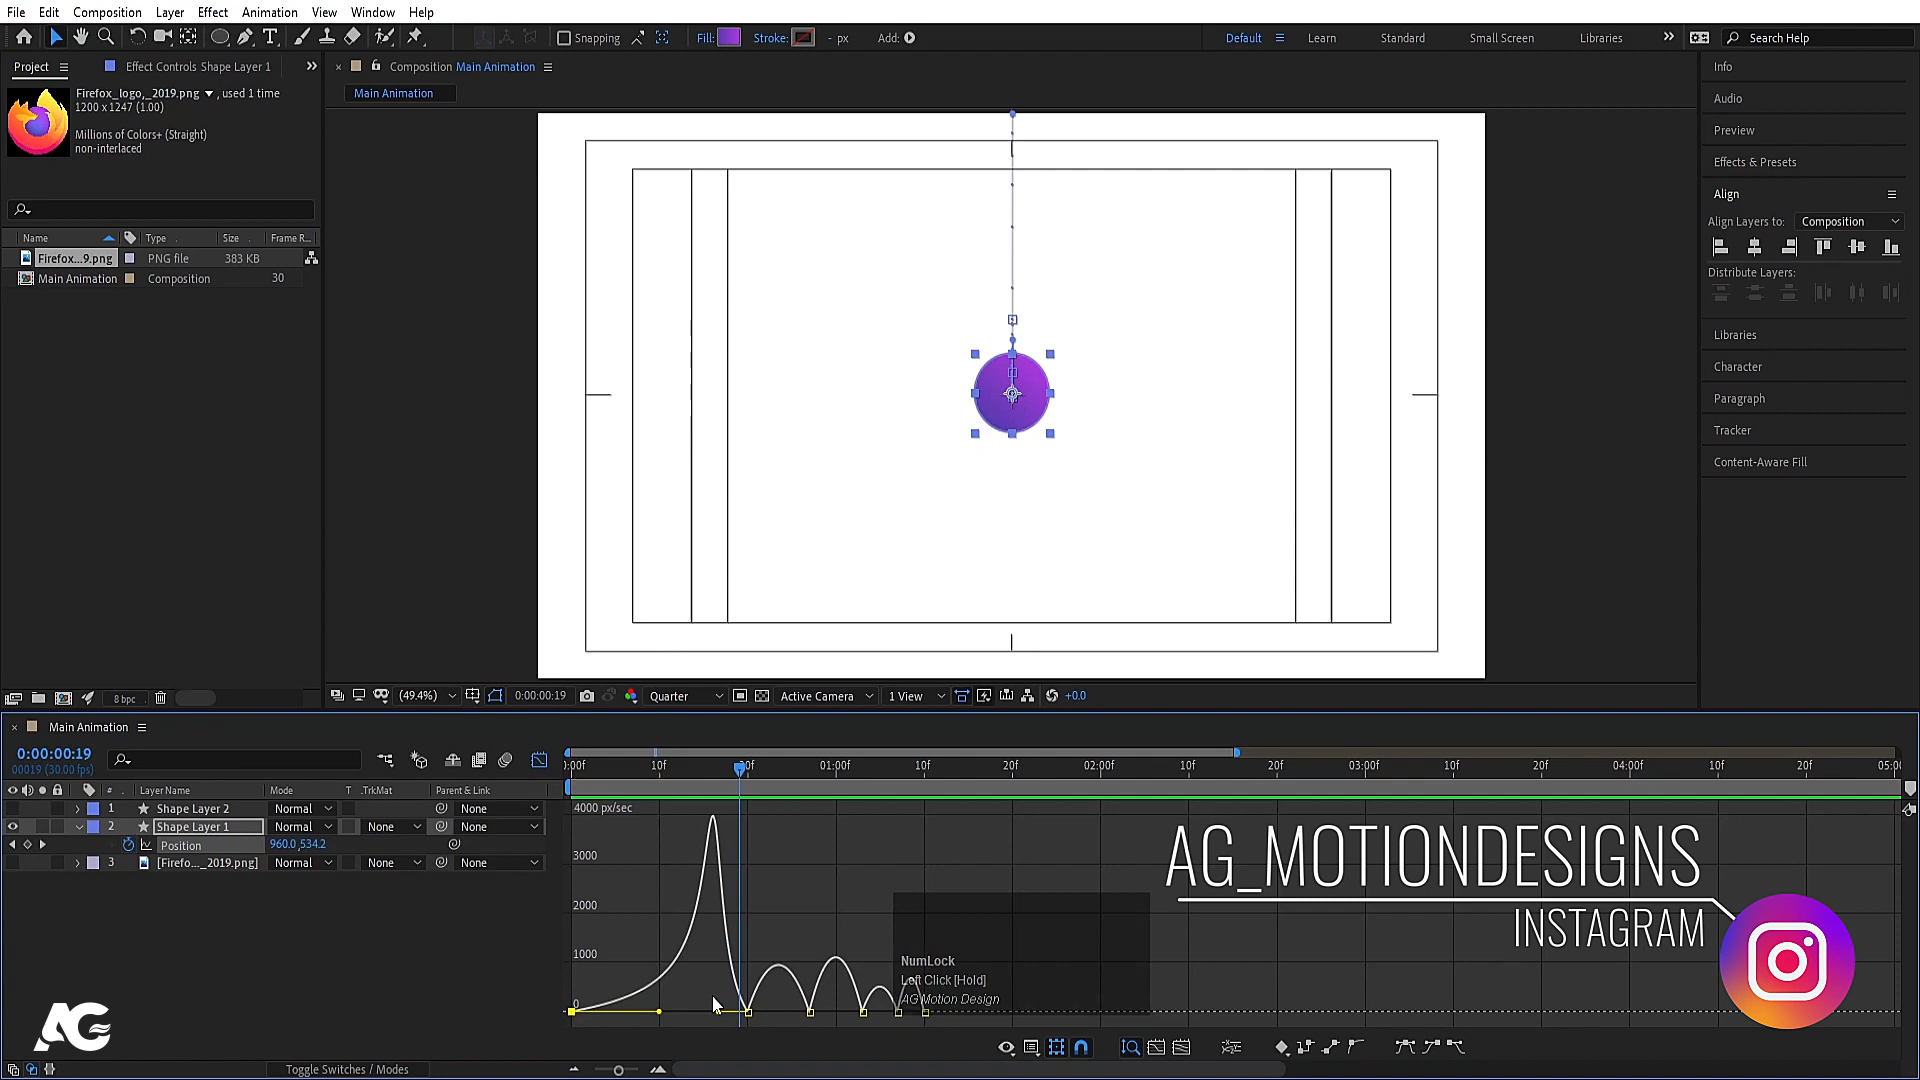 File Edit Composition Layer Effect Animation View Window Help
Snapping Fill: Stroke: - px Add: Default Learn Standard Small Screen Libraries Search Help
Project Effect Controls Shape Layer 1
Composition Main Animation
Main Animation
Firefox_logo,_2019.png , used 1 time
1200 x 1247 (1.00)
Millions of Colors+ (Straight)
non-interlaced
Name Type Size Frame R...
Firefox...9.png PNG file 383 KB
Main Animation Composition 30
Info
Audio
Preview
Effects & Presets
Align
Align Layers to: Composition
Distribute Layers:
Libraries
Character
Paragraph
Tracker
Content-Aware Fill
8 bpc
(49.4%) 0:00:00:19 Quarter Active Camera 1 View +0.0
Main Animation
0:00:00:19
00019 (30.00 fps)
:00f 10f 20f 01:00f 10f 20f 02:00f 10f 20f 03:00f 10f 20f 04:00f 10f 20f 05:00
# Layer Name Mode T .TrkMat Parent & Link
1 Shape Layer 2 Normal None
2 Shape Layer 1 Normal None None
Position 960.0,534.2
3 [Firefo..._2019.png] Normal None None
4000 px/sec
3000
2000
1000
0
NumLock
Left Click [Hold]
AG Motion Design
AG_MOTIONDESIGNS
INSTAGRAM
AG
Toggle Switches / Modes